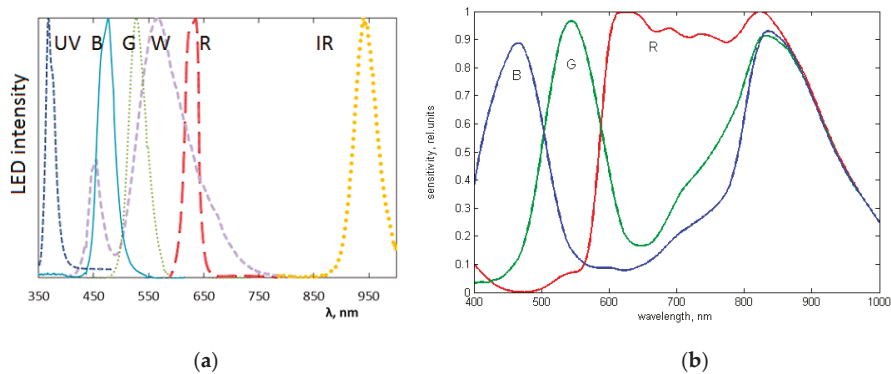 UV B G W R IR
LED intensity
350 450 550 650 750 850 950
λ, nm
(a)
1
0.9
0.8
0.7
0.6
0.5
0.4
0.3
0.2
0.1
0
sensitivity, rel.units
B
G
R
400 500 600 700 800 900 1000
wavelength, nm
(b)